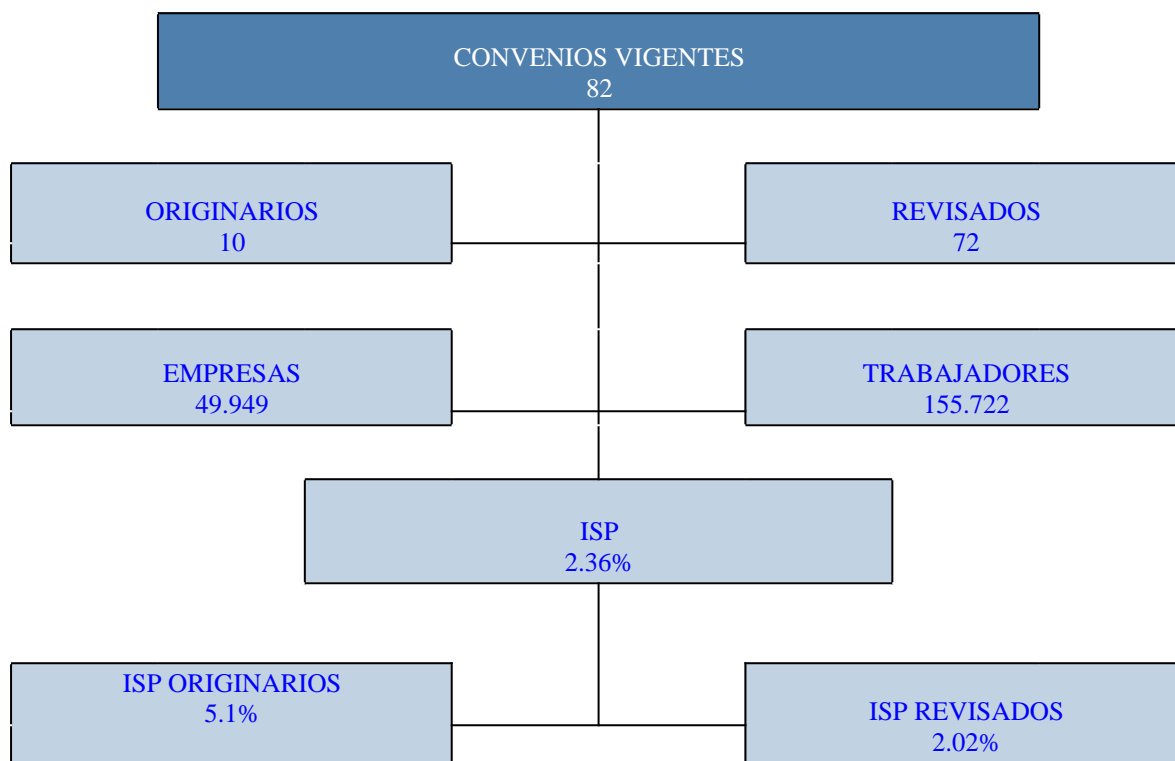 CONVENIOS VIGENTES
82
ORIGINARIOS
10
REVISADOS
72
EMPRESAS
49.949
TRABAJADORES
155.722
ISP
2.36%
ISP ORIGINARIOS
5.1%
ISP REVISADOS
2.02%